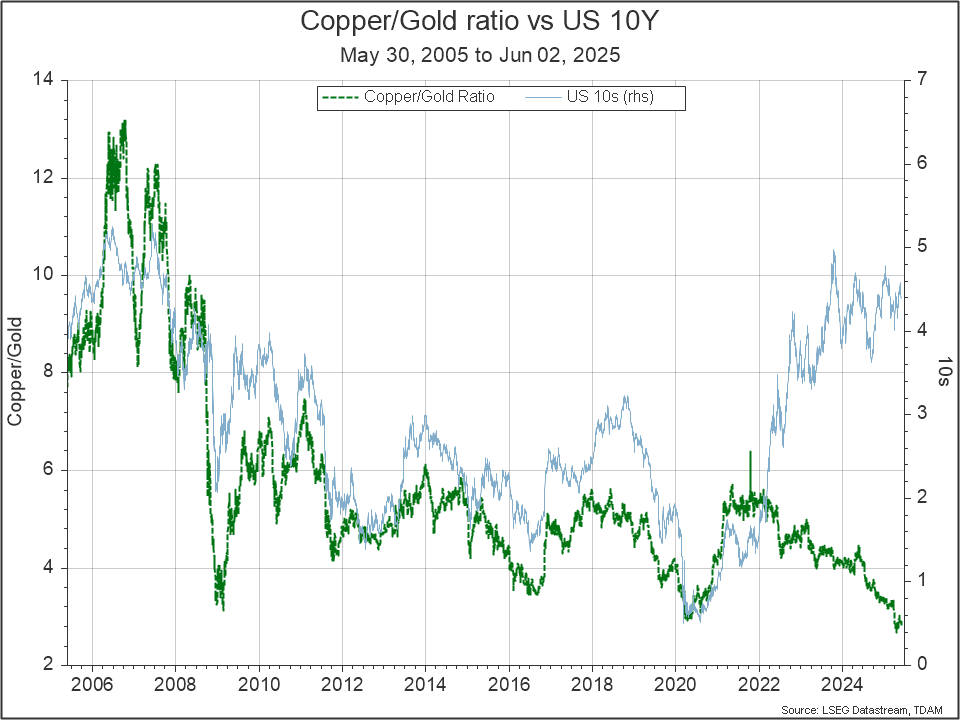 Copper/Gold ratio vs US 10Y
May 30, 2005 to Jun 02, 2025
Copper/Gold Ratio US 10s (rhs)
14
12
10
8
6
4
2
Copper/Gold
7
6
5
4
3
2
1
0
10s
2006 2008 2010 2012 2014 2016 2018 2020 2022 2024
Source: LSEG Datastream, TDAM